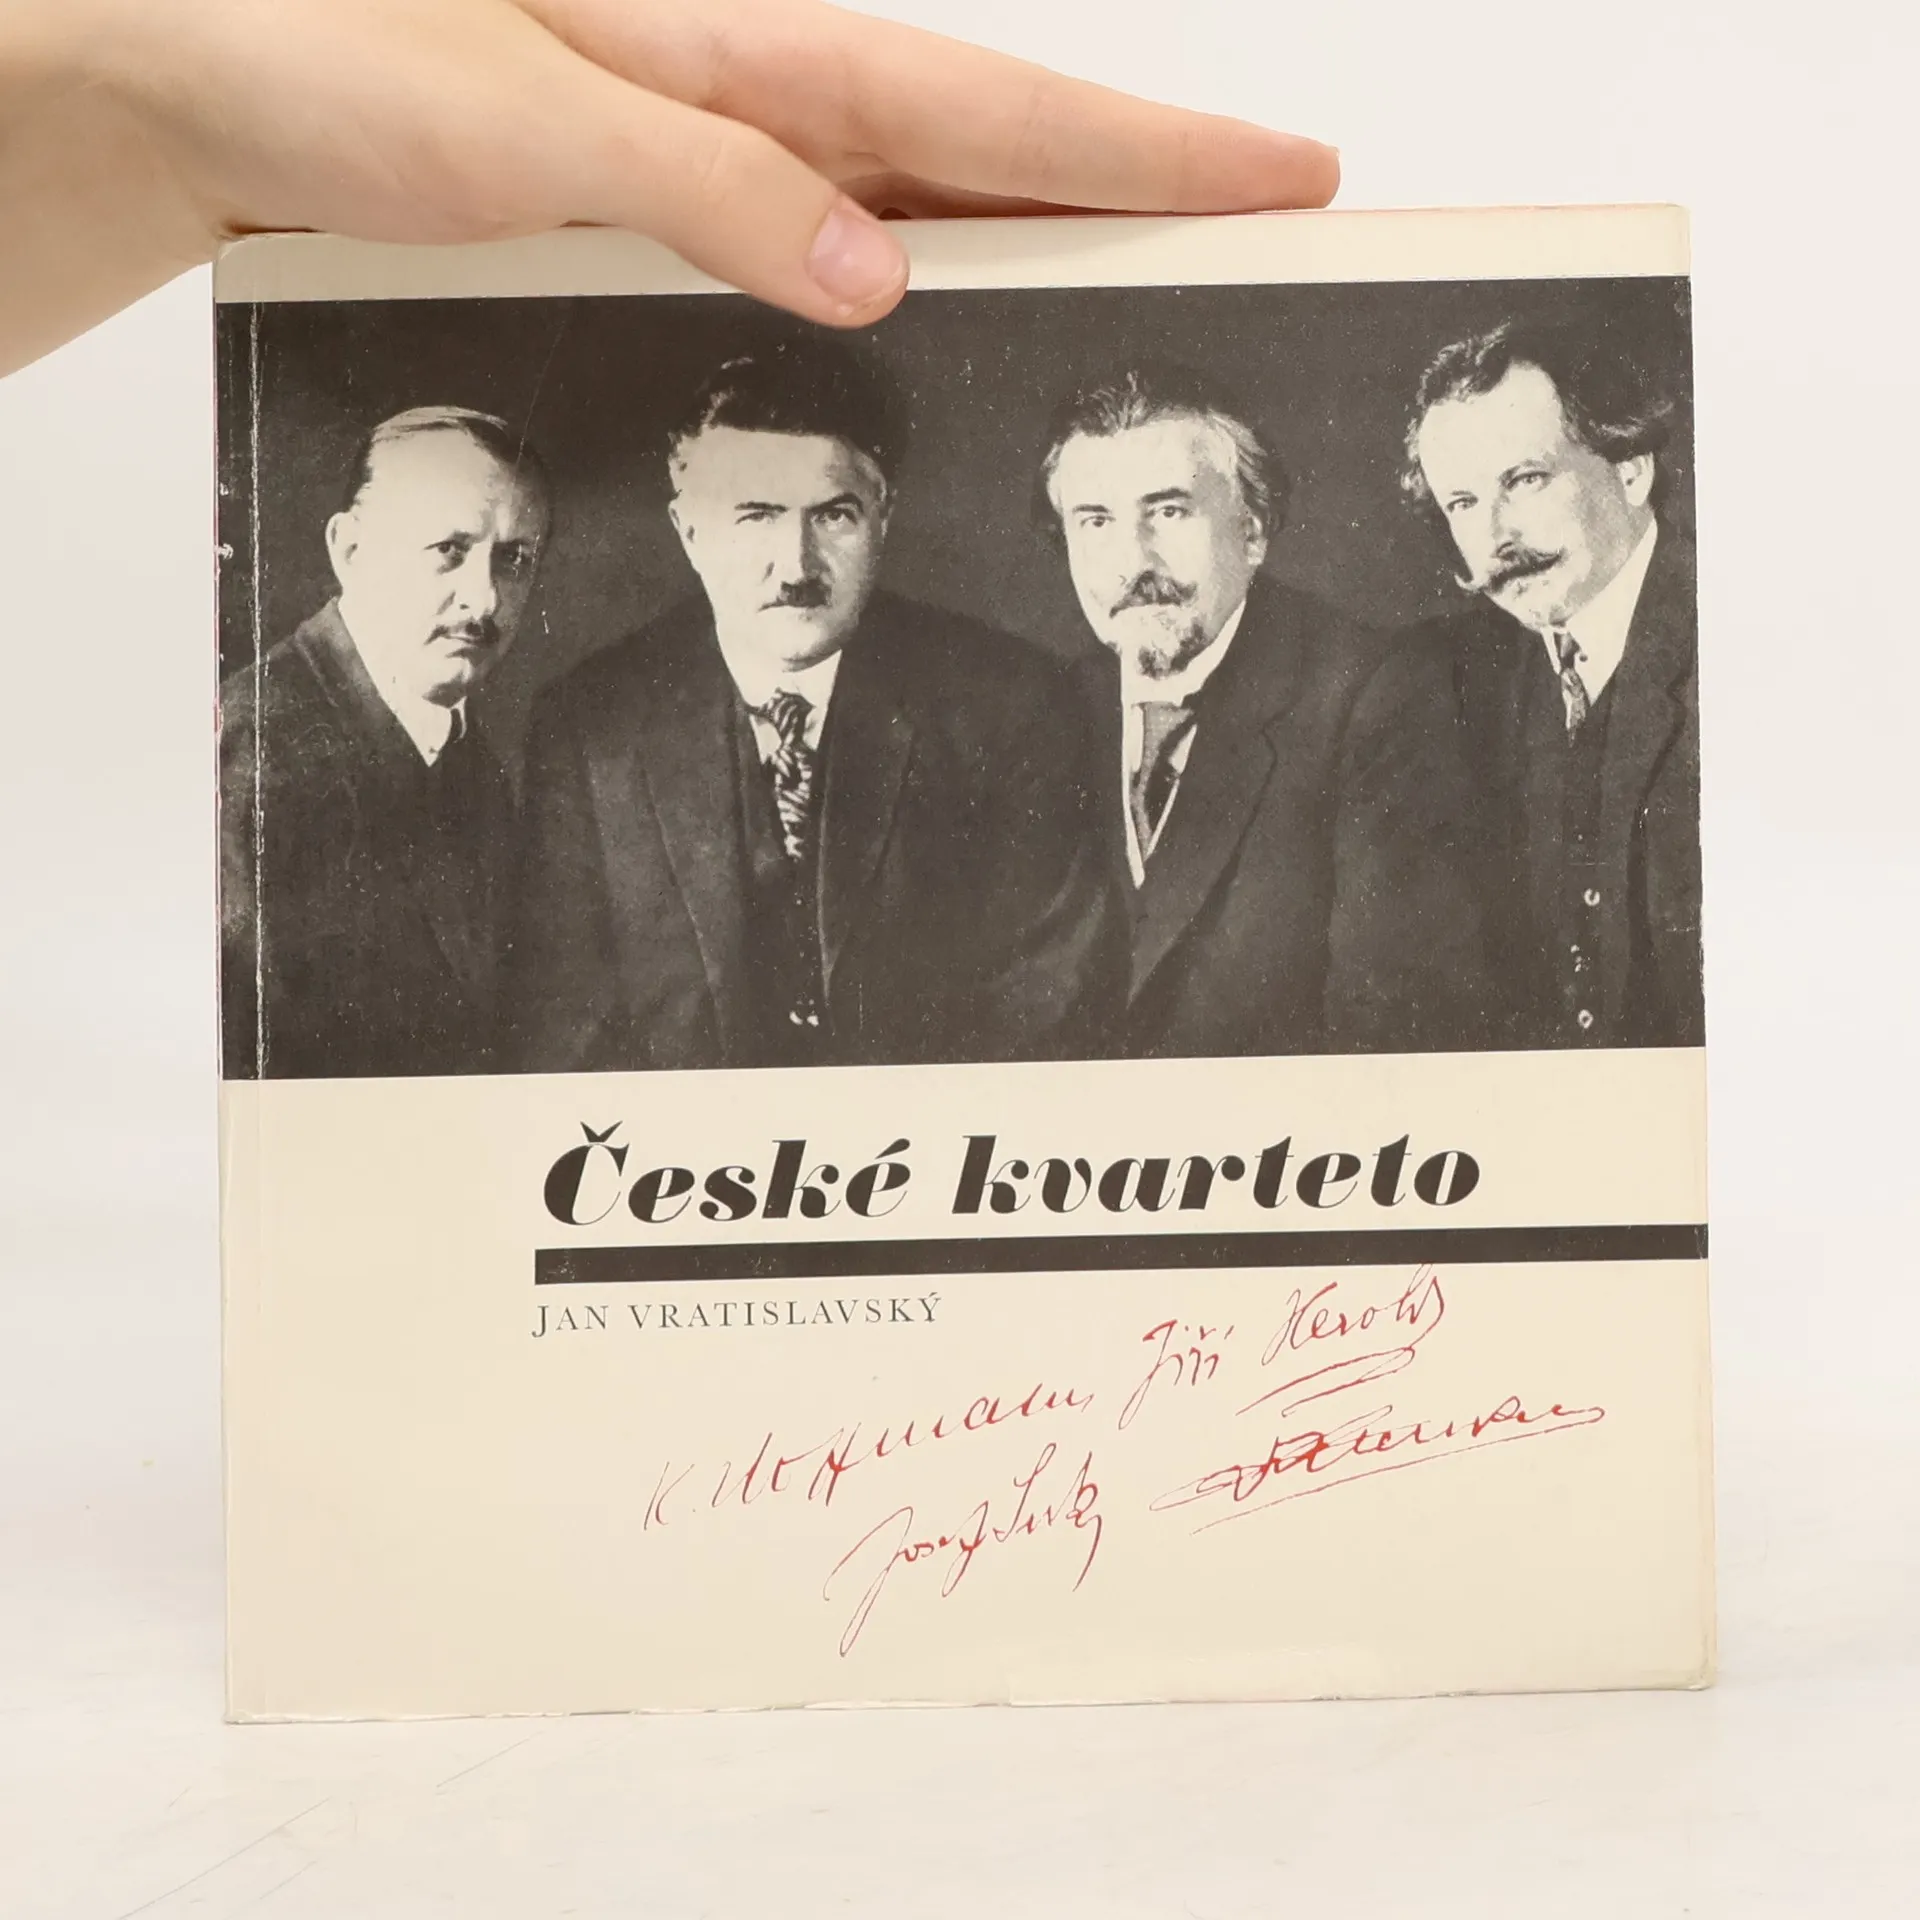 České kvarteto
JAN VRATISLAVSKÝ
K. Hoffmann, Jiří Herold
Josef Suk